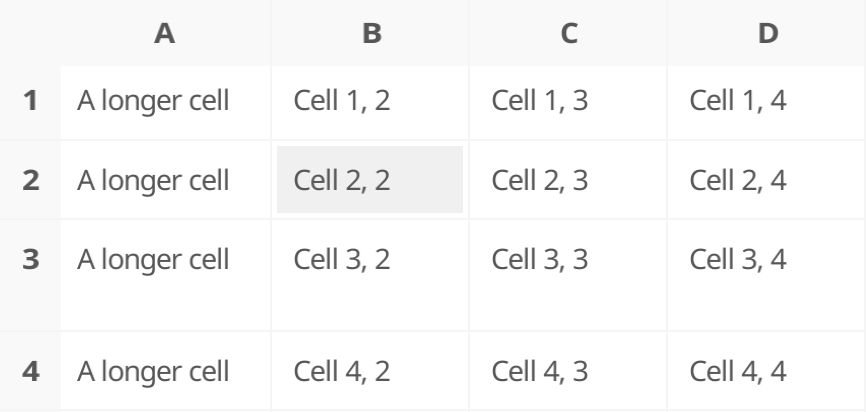 A B C D
1 A longer cell Cell 1, 2 Cell 1, 3 Cell 1, 4
2 A longer cell Cell 2, 2 Cell 2, 3 Cell 2, 4
3 A longer cell Cell 3, 2 Cell 3, 3 Cell 3, 4
4 A longer cell Cell 4, 2 Cell 4, 3 Cell 4, 4